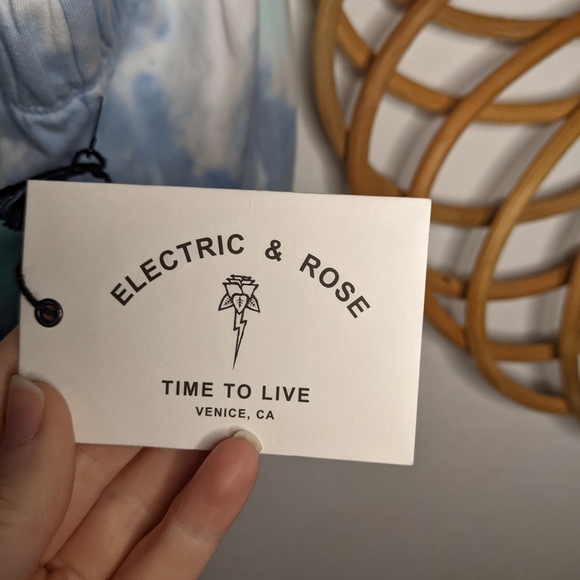 ELECTRIC & ROSE
TIME TO LIVE
VENICE, CA